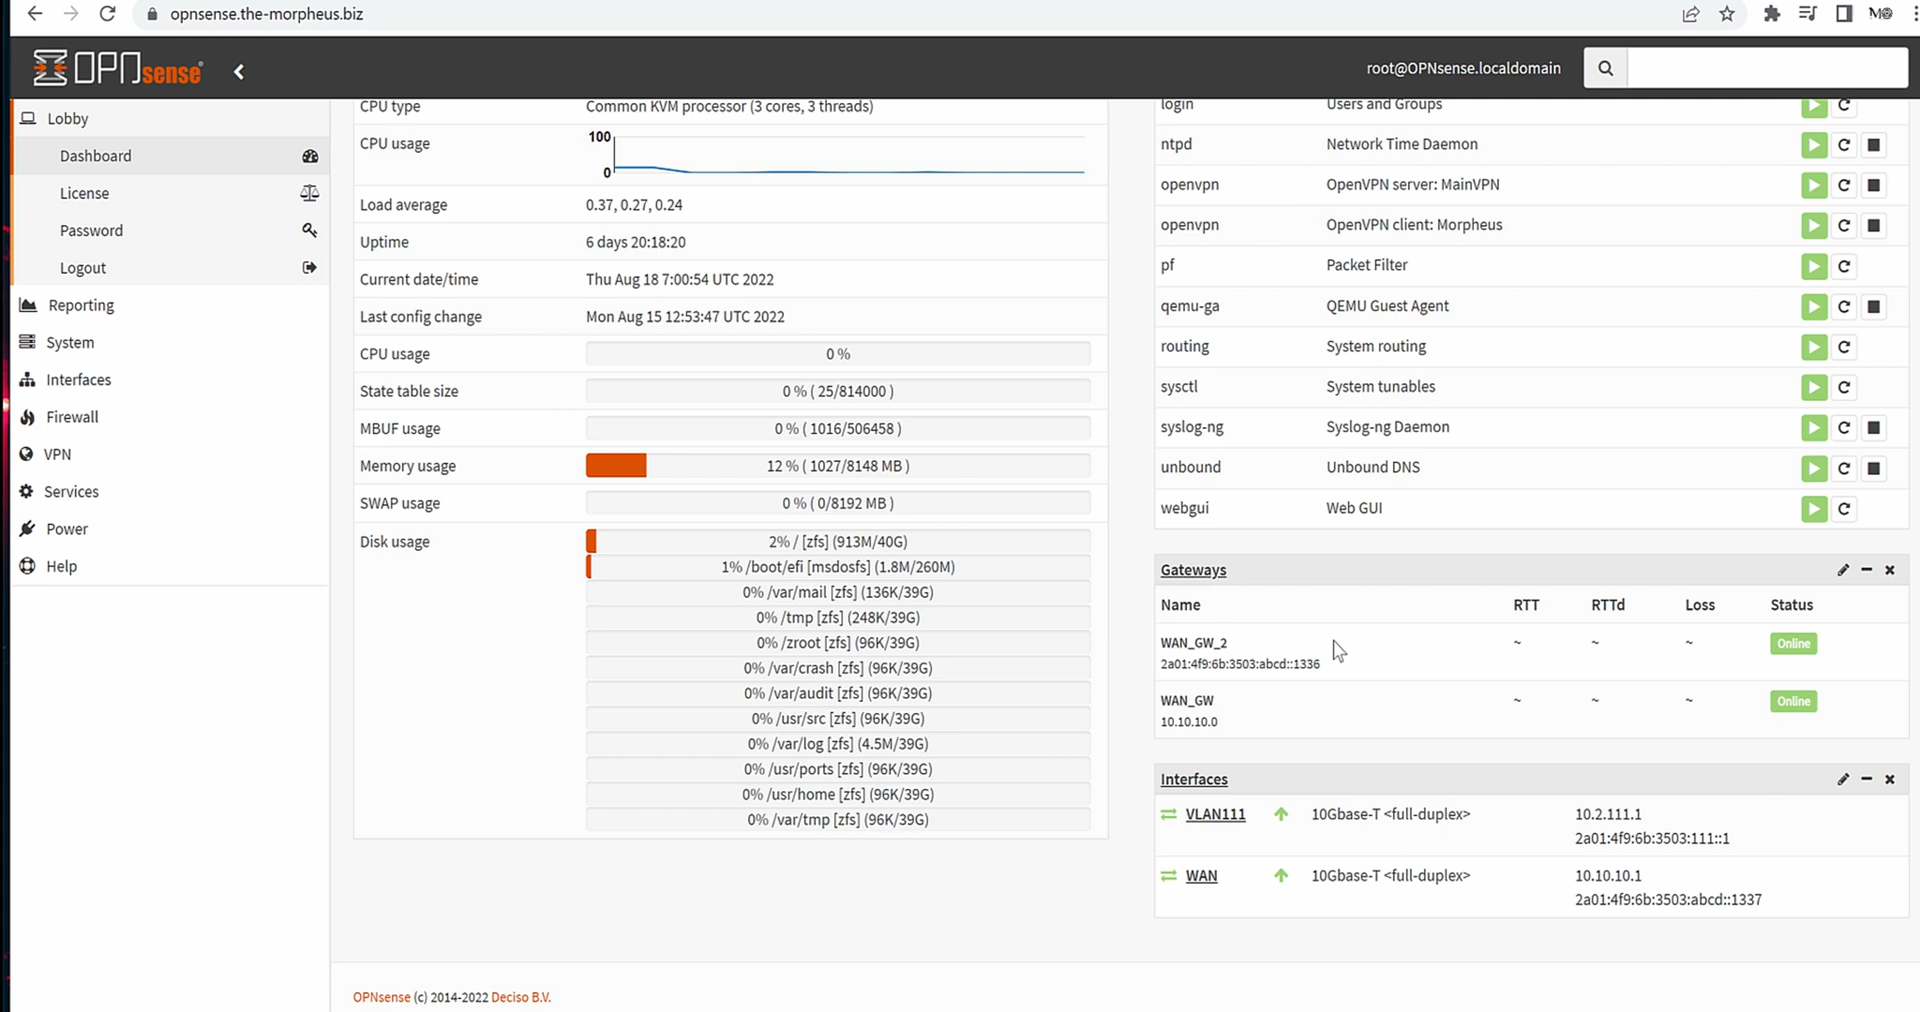 opnsense.the-morpheus.biz
OPNsense
root@OPNsense.localdomain
Lobby
Dashboard
License
Password
Logout
Reporting
System
Interfaces
Firewall
VPN
Services
Power
Help
CPU type Common KVM processor (3 cores, 3 threads)
CPU usage 100
0
Load average 0.37, 0.27, 0.24
Uptime 6 days 20:18:20
Current date/time Thu Aug 18 7:00:54 UTC 2022
Last config change Mon Aug 15 12:53:47 UTC 2022
CPU usage 0 %
State table size 0 % ( 25/814000 )
MBUF usage 0 % ( 1016/506458 )
Memory usage 12 % ( 1027/8148 MB )
SWAP usage 0 % ( 0/8192 MB )
Disk usage 2% / [zfs] (913M/40G)
1% /boot/efi [msdosfs] (1.8M/260M)
0% /var/mail [zfs] (136K/39G)
0% /tmp [zfs] (248K/39G)
0% /zroot [zfs] (96K/39G)
0% /var/crash [zfs] (96K/39G)
0% /var/audit [zfs] (96K/39G)
0% /usr/src [zfs] (96K/39G)
0% /var/log [zfs] (4.5M/39G)
0% /usr/ports [zfs] (96K/39G)
0% /usr/home [zfs] (96K/39G)
0% /var/tmp [zfs] (96K/39G)
login Users and Groups
ntpd Network Time Daemon
openvpn OpenVPN server: MainVPN
openvpn OpenVPN client: Morpheus
pf Packet Filter
qemu-ga QEMU Guest Agent
routing System routing
sysctl System tunables
syslog-ng Syslog-ng Daemon
unbound Unbound DNS
webgui Web GUI
Gateways
Name RTT RTTd Loss Status
WAN_GW_2 ~ ~ ~ Online
2a01:4f9:6b:3503:abcd::1336
WAN_GW ~ ~ ~ Online
10.10.10.0
Interfaces
VLAN111 10Gbase-T <full-duplex> 10.2.111.1
2a01:4f9:6b:3503:111::1
WAN 10Gbase-T <full-duplex> 10.10.10.1
2a01:4f9:6b:3503:abcd::1337
OPNsense (c) 2014-2022 Deciso B.V.